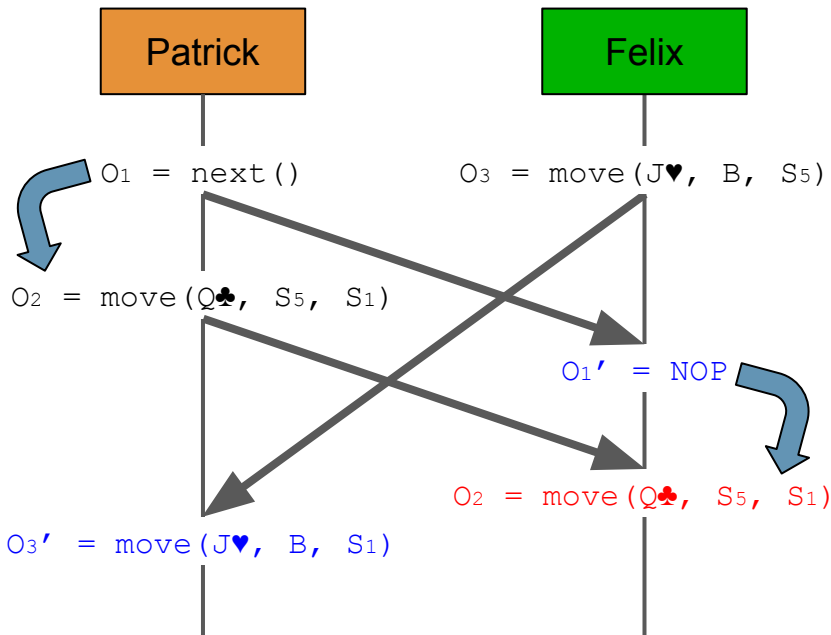 Patrick Felix
O1 = next() O3 = move(J♥, B, S5)
O2 = move(Q♣, S5, S1)
O1′ = NOP
O2 = move(Q♣, S5, S1)
O3′ = move(J♥, B, S1)